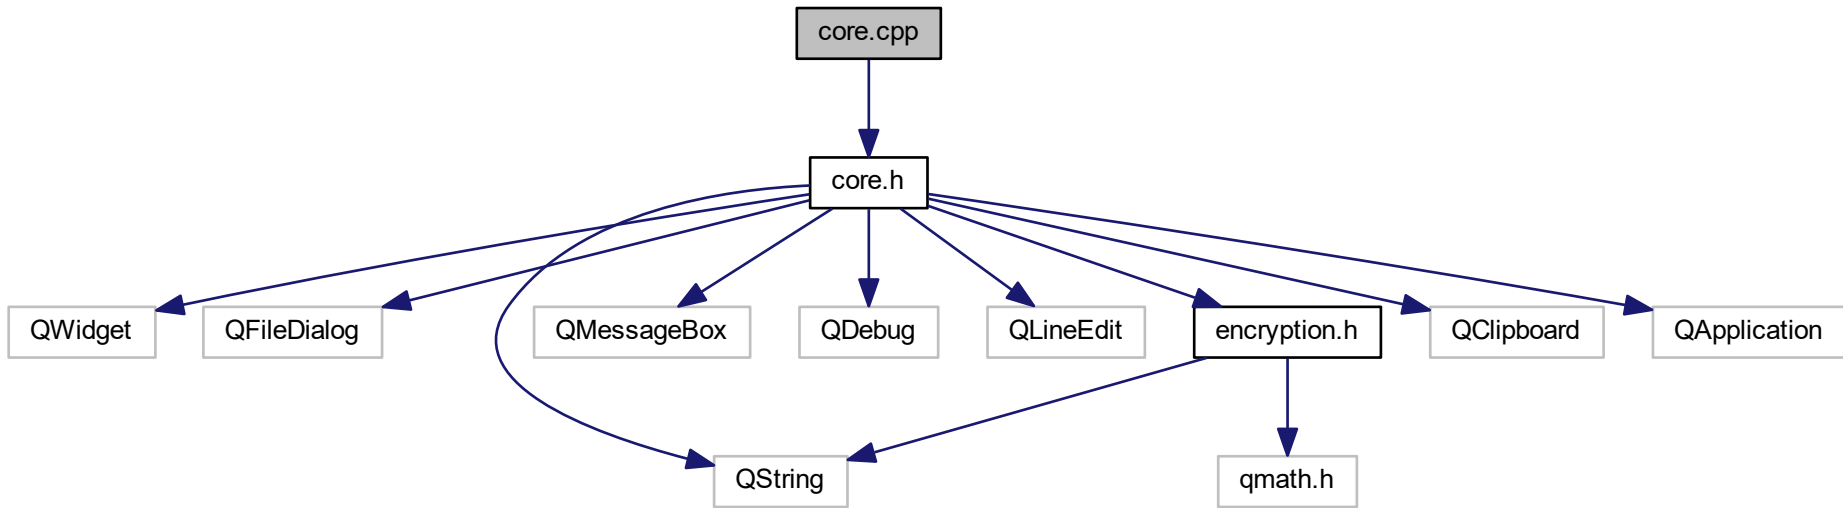 core.cpp
core.h
QWidget
QFileDialog
QMessageBox
QDebug
QLineEdit
encryption.h
QClipboard
QApplication
QString
qmath.h